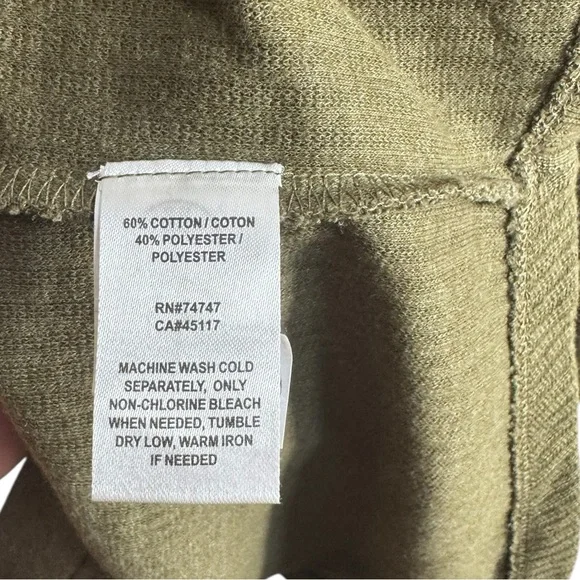 60% COTTON / COTON
40% POLYESTER /
POLYESTER
RN#74747
CA#45117
MACHINE WASH COLD
SEPARATELY, ONLY
NON-CHLORINE BLEACH
WHEN NEEDED, TUMBLE
DRY LOW, WARM IRON
IF NEEDED